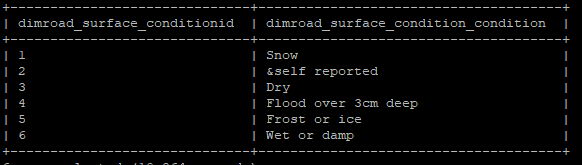 dimroad_surface_conditionid | dimroad_surface_condition_condition
1 | Snow
2 | &self reported
3 | Dry
4 | Flood over 3cm deep
5 | Frost or ice
6 | Wet or damp